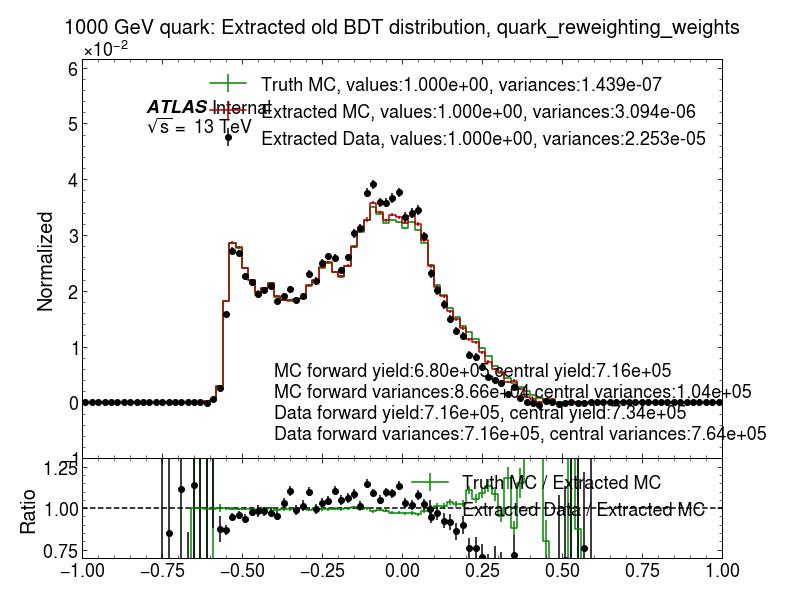 1000 GeV quark: Extracted old BDT distribution, quark_reweighting_weights
×10⁻²
Truth MC, values:1.000e+00, variances:1.439e-07
ATLAS Internal
Extracted MC, values:1.000e+00, variances:3.094e-06
√s = 13 TeV
Extracted Data, values:1.000e+00, variances:2.253e-05
6
5
4
3
2
1
0
1
Normalized
MC forward yield:6.80e+05, central yield:7.16e+05
MC forward variances:8.66e+04, central variances:1.04e+05
Data forward yield:7.16e+05, central yield:7.34e+05
Data forward variances:7.16e+05, central variances:7.64e+05
1.25
1.00
0.75
Ratio
Truth MC / Extracted MC
Extracted Data / Extracted MC
−1.00 −0.75 −0.50 −0.25 0.00 0.25 0.50 0.75 1.00